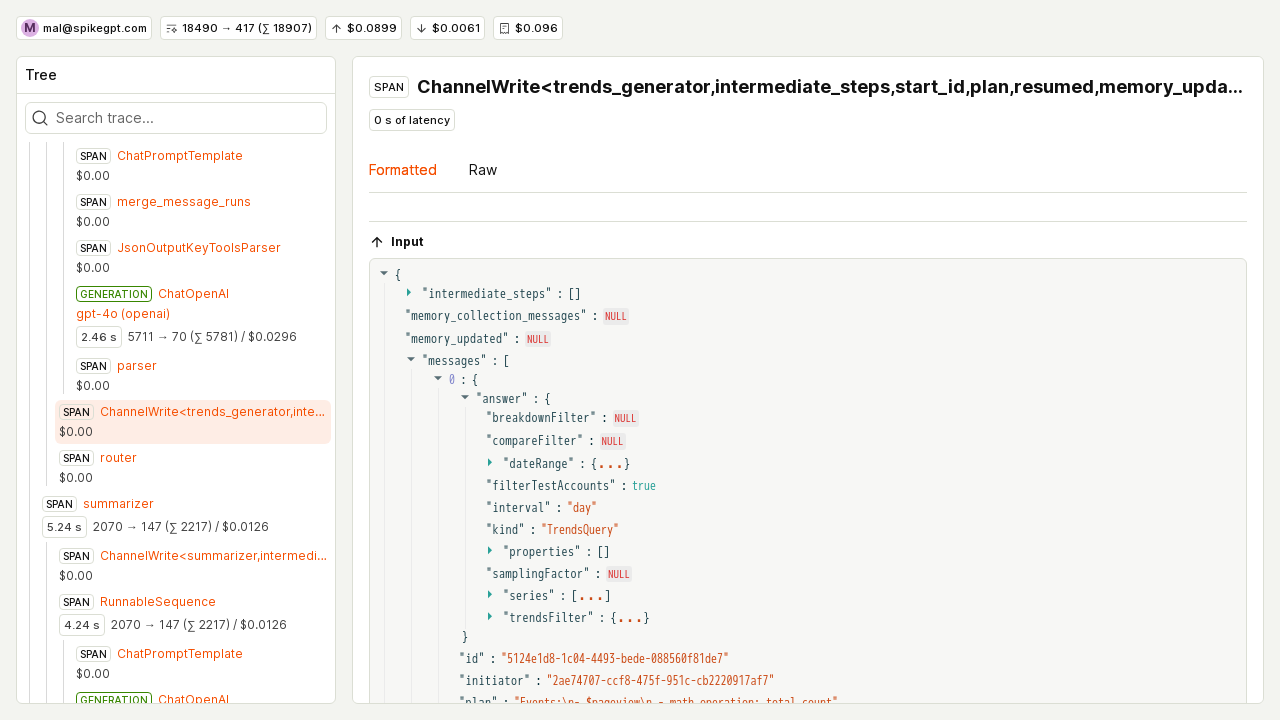 M mal@spikegpt.com 18490 → 417 (∑ 18907) ↑ $0.0899 ↓ $0.0061 $0.096
Tree
Search trace...
SPAN ChatPromptTemplate
$0.00
SPAN merge_message_runs
$0.00
SPAN JsonOutputKeyToolsParser
$0.00
GENERATION ChatOpenAI
gpt-4o (openai)
2.46 s 5711 → 70 (∑ 5781) / $0.0296
SPAN parser
$0.00
SPAN ChannelWrite<trends_generator,inte...
$0.00
SPAN router
$0.00
SPAN summarizer
5.24 s 2070 → 147 (∑ 2217) / $0.0126
SPAN ChannelWrite<summarizer,intermedi...
$0.00
SPAN RunnableSequence
4.24 s 2070 → 147 (∑ 2217) / $0.0126
SPAN ChatPromptTemplate
$0.00
GENERATION ChatOpenAI
SPAN ChannelWrite<trends_generator,intermediate_steps,start_id,plan,resumed,memory_upda...
0 s of latency
Formatted Raw
↑ Input
{
"intermediate_steps" : []
"memory_collection_messages" : NULL
"memory_updated" : NULL
"messages" : [
0 : {
"answer" : {
"breakdownFilter" : NULL
"compareFilter" : NULL
"dateRange" : {...}
"filterTestAccounts" : true
"interval" : "day"
"kind" : "TrendsQuery"
"properties" : []
"samplingFactor" : NULL
"series" : [...]
"trendsFilter" : {...}
}
"id" : "5124e1d8-1c04-4493-bede-088560f81de7"
"initiator" : "2ae74707-ccf8-475f-951c-cb2220917af7"
"plan" : "Events:\n- $pageview\n - math operation: total count"